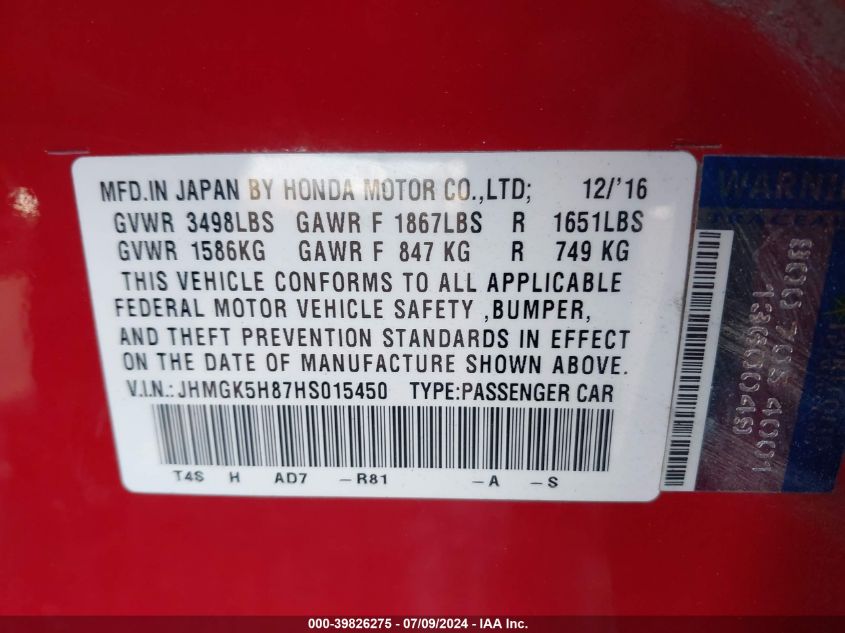 MFD.IN JAPAN BY HONDA MOTOR CO.,LTD; 12/'16
GVWR 3498LBS GAWR F 1867LBS R 1651LBS
GVWR 1586KG GAWR F 847 KG R 749 KG
THIS VEHICLE CONFORMS TO ALL APPLICABLE
FEDERAL MOTOR VEHICLE SAFETY ,BUMPER,
AND THEFT PREVENTION STANDARDS IN EFFECT
ON THE DATE OF MANUFACTURE SHOWN ABOVE.
V.I.N.:JHMGK5H87HS015450 TYPE:PASSENGER CAR
T4S H AD7 -R81 -A -S
000-39826275 / 07/09/2024 - IAA Inc.